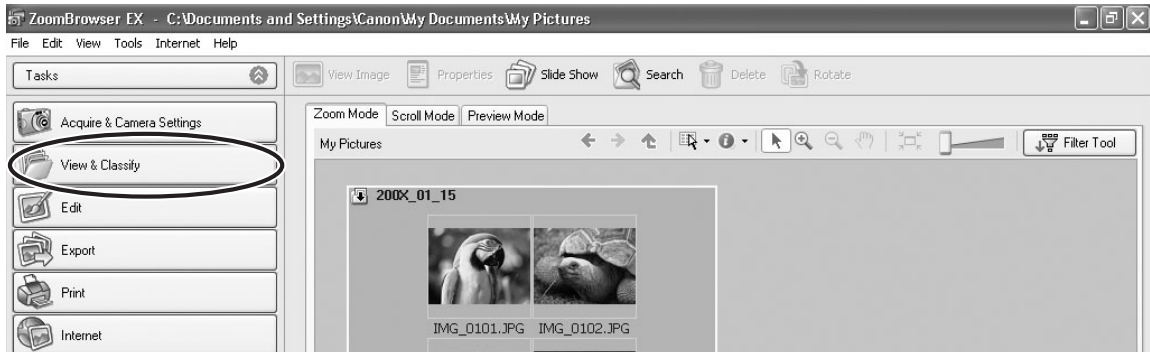 ZoomBrowser EX - C:\Documents and Settings\Canon\My Documents\My Pictures
File Edit View Tools Internet Help
Tasks
View Image Properties Slide Show Search Delete Rotate
Acquire & Camera Settings
View & Classify
Edit
Export
Print
Internet
Zoom Mode Scroll Mode Preview Mode
My Pictures
Filter Tool
200X_01_15
IMG_0101.JPG IMG_0102.JPG